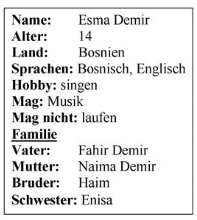 Name: Esma Demir
Alter: 14
Land: Bosnien
Sprachen: Bosnisch, Englisch
Hobby: singen
Mag: Musik
Mag nicht: laufen
Familie
Vater: Fahir Demir
Mutter: Naima Demir
Bruder: Haim
Schwester: Enisa